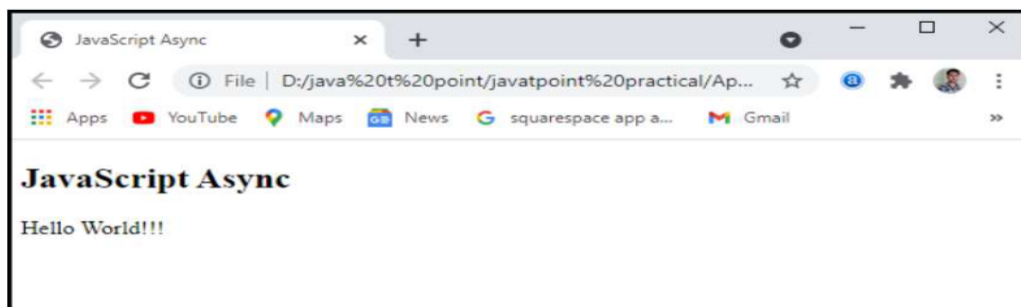 JavaScript Async
File | D:/java%20t%20point/javatpoint%20practical/Ap...
Apps YouTube Maps News squarespace app a... Gmail
JavaScript Async
Hello World!!!